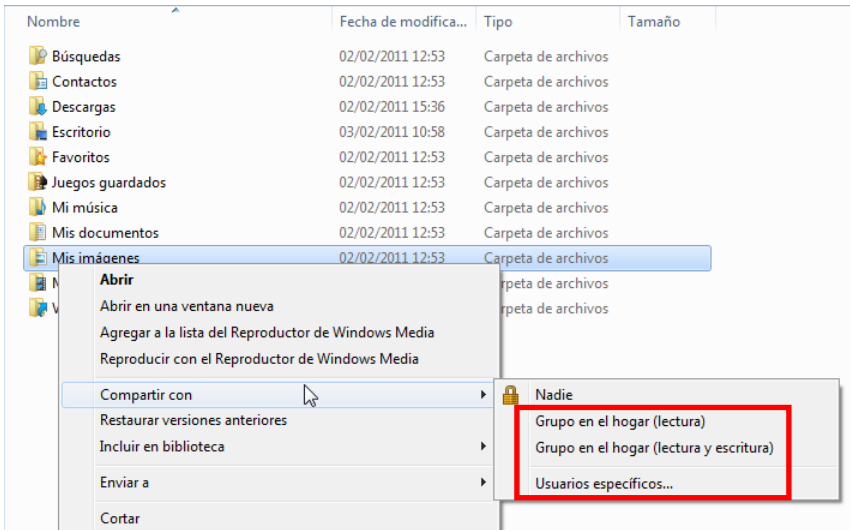 Nombre Fecha de modifica... Tipo Tamaño
Búsquedas 02/02/2011 12:53 Carpeta de archivos
Contactos 02/02/2011 12:53 Carpeta de archivos
Descargas 02/02/2011 15:36 Carpeta de archivos
Escritorio 03/02/2011 10:58 Carpeta de archivos
Favoritos 02/02/2011 12:53 Carpeta de archivos
Juegos guardados 02/02/2011 12:53 Carpeta de archivos
Mi música 02/02/2011 12:53 Carpeta de archivos
Mis documentos 02/02/2011 12:53 Carpeta de archivos
Mis imágenes 02/02/2011 12:53 Carpeta de archivos
Abrir
Abrir en una ventana nueva
Agregar a la lista del Reproductor de Windows Media
Reproducir con el Reproductor de Windows Media
Compartir con
Nadie
Restaurar versiones anteriores
Grupo en el hogar (lectura)
Incluir en biblioteca
Grupo en el hogar (lectura y escritura)
Enviar a
Usuarios específicos...
Cortar